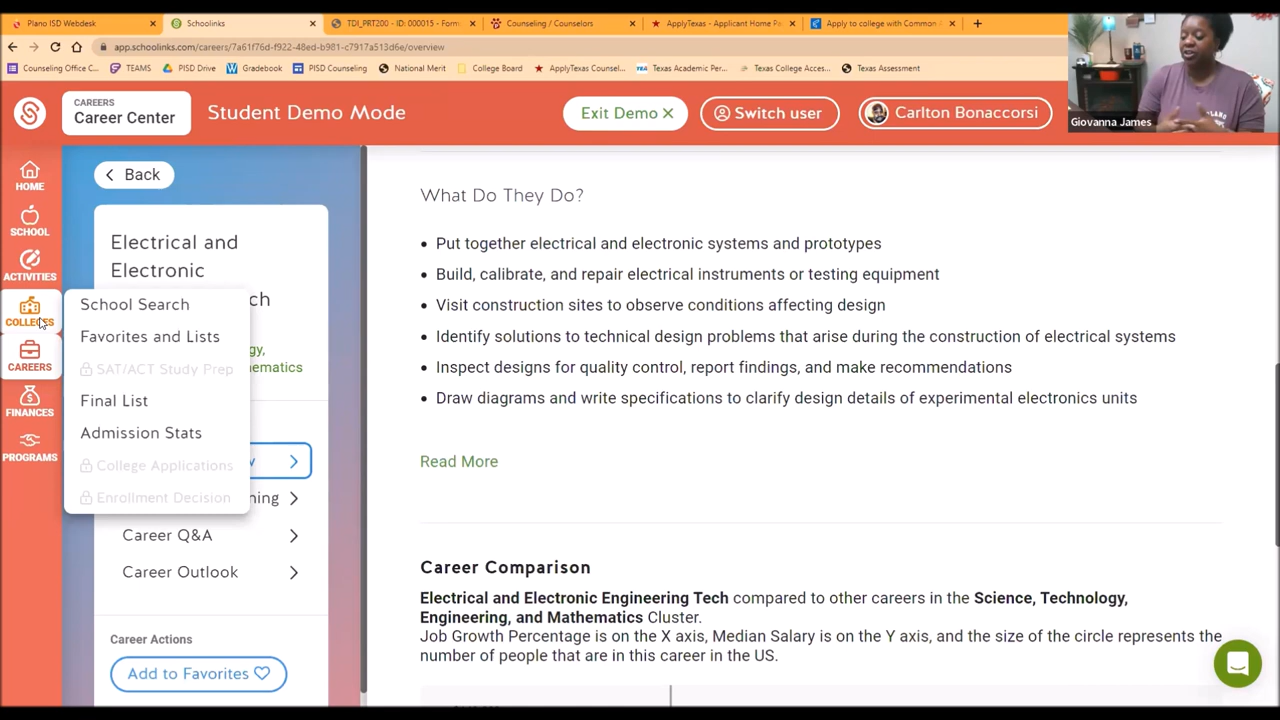 Plano ISD Webdesk
Schoolinks
TDI_PRT200 - ID: 000015 - Form
Counseling / Counselors
ApplyTexas - Applicant Home Pa
Apply to college with Common A
app.schoolinks.com/careers/7a61f76d-f922-48ed-b981-c7917a513d6e/overview
Counseling Office C...
TEAMS
PISD Drive
Gradebook
PISD Counseling
National Merit
College Board
ApplyTexas Counsel...
Texas Academic Per...
Texas College Acces...
Texas Assessment
Giovanna James
CAREERS
Career Center
Student Demo Mode
Exit Demo
Switch user
Carlton Bonaccorsi
HOME
SCHOOL
ACTIVITIES
COLLEGES
CAREERS
FINANCES
PROGRAMS
Back
Electrical and
Electronic
ch
gy,
ematics
School Search
Favorites and Lists
SAT/ACT Study Prep
Final List
Admission Stats
College Applications
Enrollment Decision
ning
Career Q&A
Career Outlook
Career Actions
Add to Favorites
What Do They Do?
• Put together electrical and electronic systems and prototypes
• Build, calibrate, and repair electrical instruments or testing equipment
• Visit construction sites to observe conditions affecting design
• Identify solutions to technical design problems that arise during the construction of electrical systems
• Inspect designs for quality control, report findings, and make recommendations
• Draw diagrams and write specifications to clarify design details of experimental electronics units
Read More
Career Comparison
Electrical and Electronic Engineering Tech compared to other careers in the Science, Technology,
Engineering, and Mathematics Cluster.
Job Growth Percentage is on the X axis, Median Salary is on the Y axis, and the size of the circle represents the
number of people that are in this career in the US.